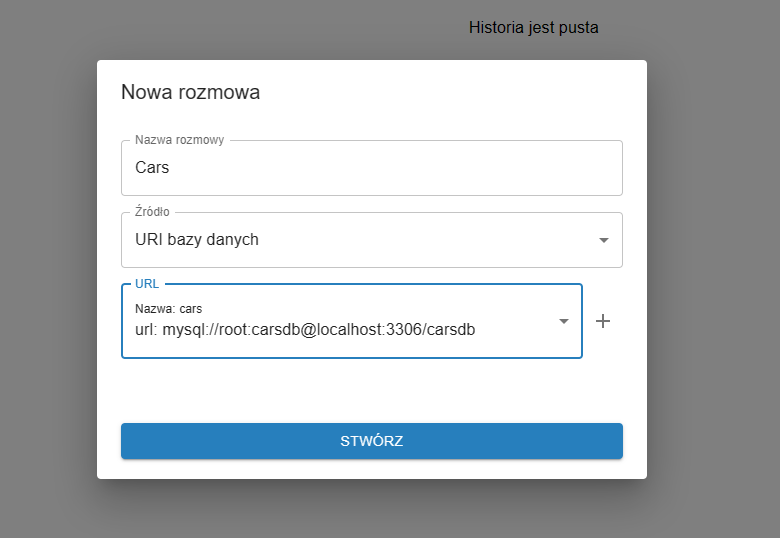 Historia jest pusta
Nowa rozmowa
Nazwa rozmowy
Cars
Źródło
URI bazy danych
URL
Nazwa: cars
url: mysql://root:carsdb@localhost:3306/carsdb
STWÓRZ